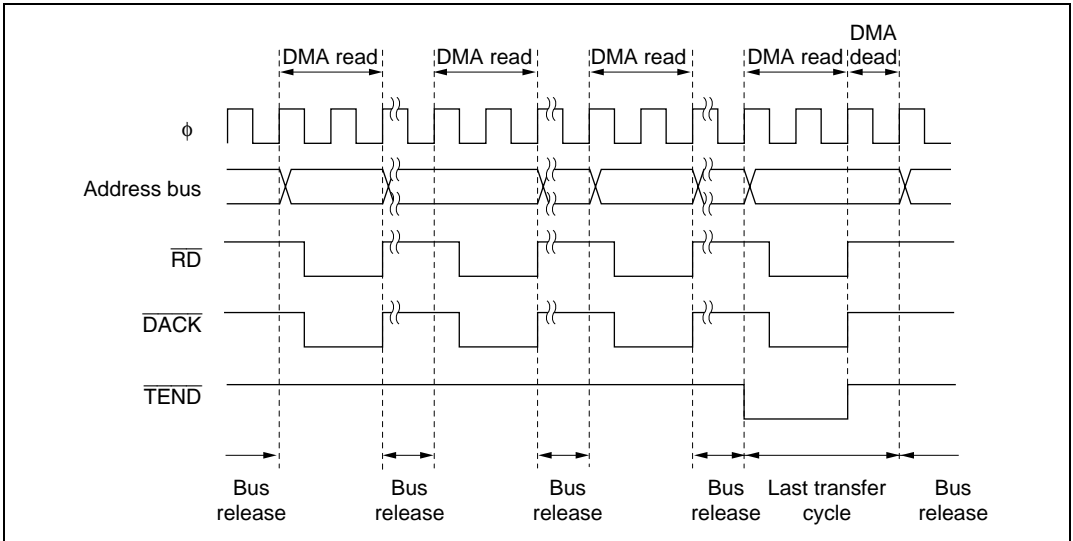 DMA read
DMA read
DMA read
DMA read
DMA
dead
φ
Address bus
RD
DACK
TEND
Bus
release
Bus
release
Bus
release
Bus
release
Last transfer
cycle
Bus
release